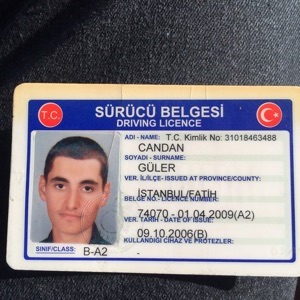 T.C.
SÜRÜCÜ BELGESİ
DRIVING LICENCE
ADI - NAME: T.C. Kimlik No: 31018463488
CANDAN
SOYADI - SURNAME:
GÜLER
VER. İL/İLÇE- ISSUED AT PROVINCE/COUNTY:
İSTANBUL/FATİH
BELGE NO.- LICENCE NUMBER:
74070 - 01.04.2009(A2)
VER. TARİH - DATE OF ISSUE:
09.10.2006(B)
KULLANDIĞI CİHAZ VE PROTEZLER:
SINIF/CLASS: B-A2